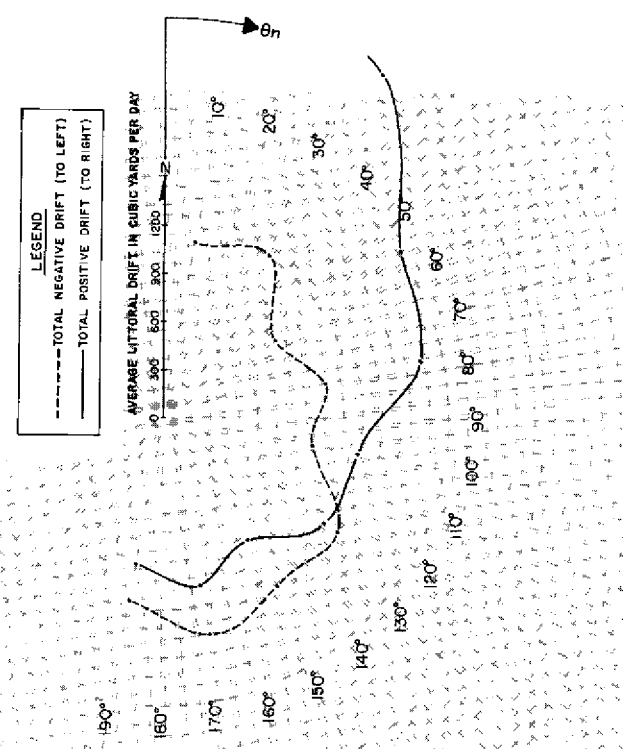 LEGEND
TOTAL NEGATIVE DRIFT (TO LEFT)
TOTAL POSITIVE DRIFT (TO RIGHT)
AVERAGE LITTORAL DRIFT IN CUBIC YARDS PER DAY
0 300 600 900 1200
N
θn
10°
20°
30°
40°
50
60°
70°
80°
90°
100°
110°
120°
130°
140°
150°
160°
170°
180°
190°